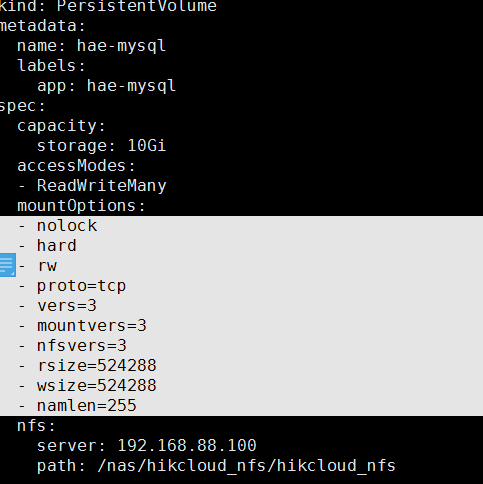 kind: PersistentVolume
metadata:
  name: hae-mysql
  labels:
    app: hae-mysql
spec:
  capacity:
    storage: 10Gi
  accessModes:
  - ReadWriteMany
  mountOptions:
  - nolock
  - hard
  - rw
  - proto=tcp
  - vers=3
  - mountvers=3
  - nfsvers=3
  - rsize=524288
  - wsize=524288
  - namlen=255
  nfs:
    server: 192.168.88.100
    path: /nas/hikcloud_nfs/hikcloud_nfs